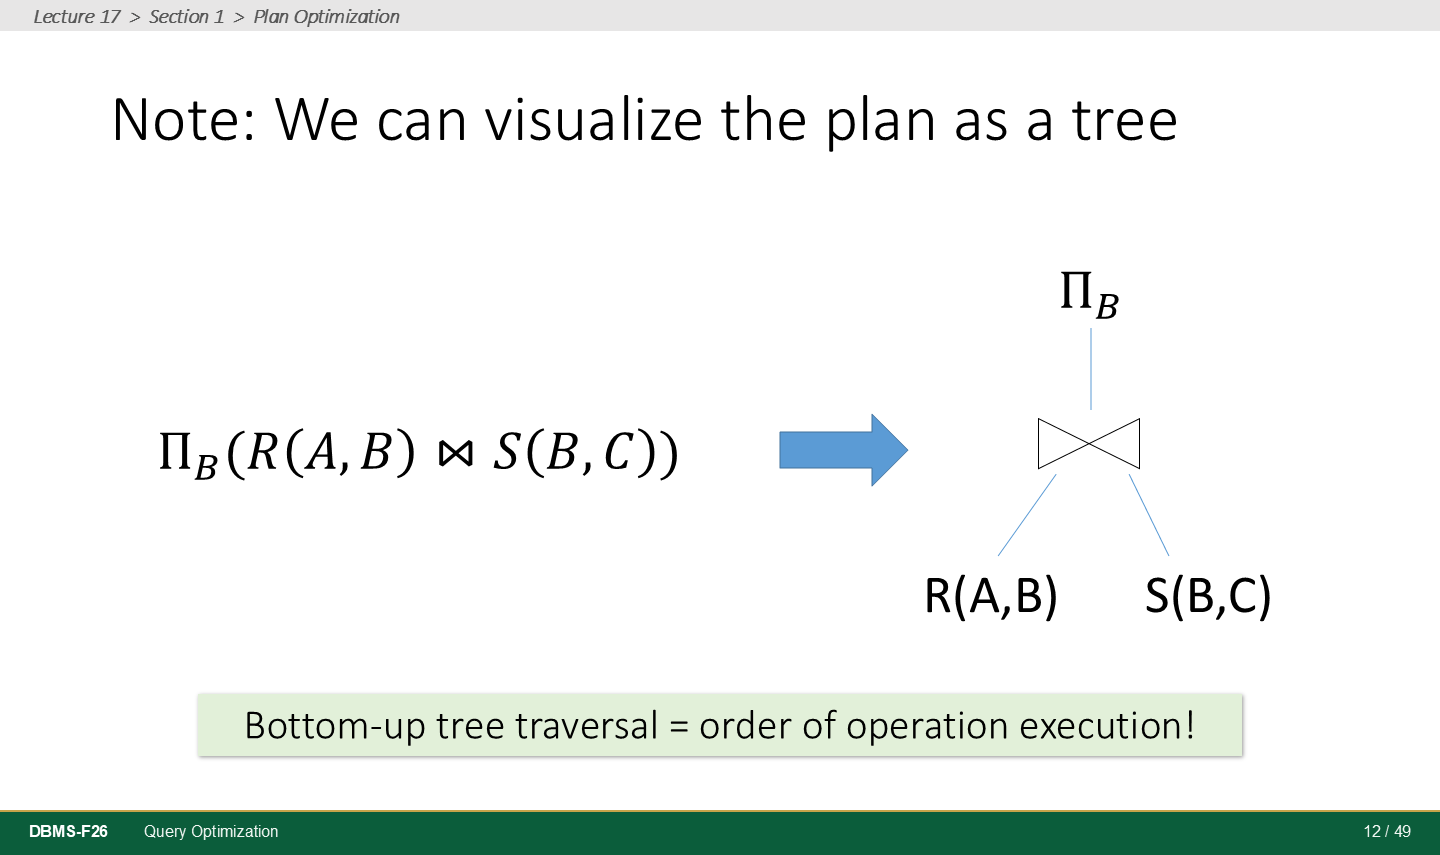 Lecture 17 > Section 1 > Plan Optimization
Note: We can visualize the plan as a tree
Π_B
Π_B(R(A, B) ⋈ S(B, C))
R(A,B) S(B,C)
Bottom-up tree traversal = order of operation execution!
DBMS-F26 Query Optimization 12 / 49